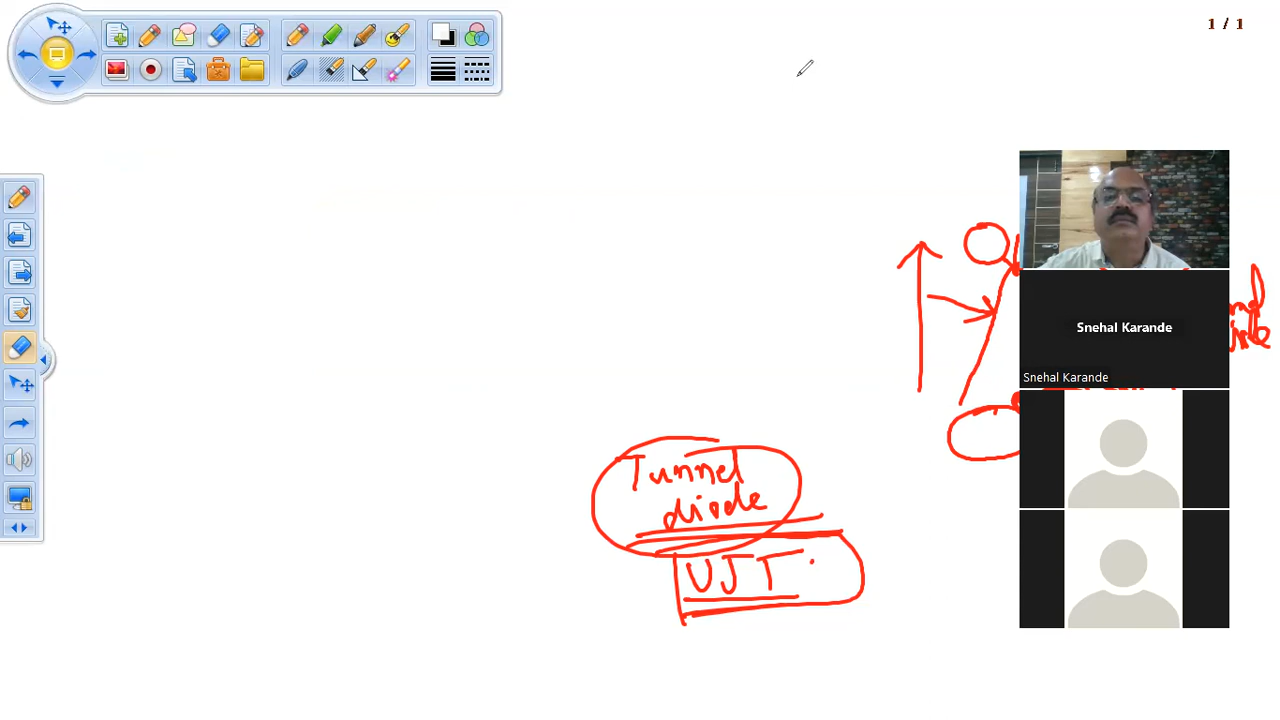 1 / 1
Snehal Karande
Snehal Karande
Tunnel
diode
UJT